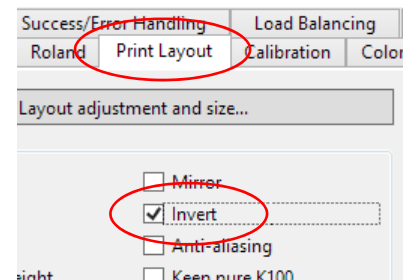 Success/Error Handling Load Balancing
Roland Print Layout Calibration Color
Layout adjustment and size...
Mirror
Invert
Anti-aliasing
Keep pure K100